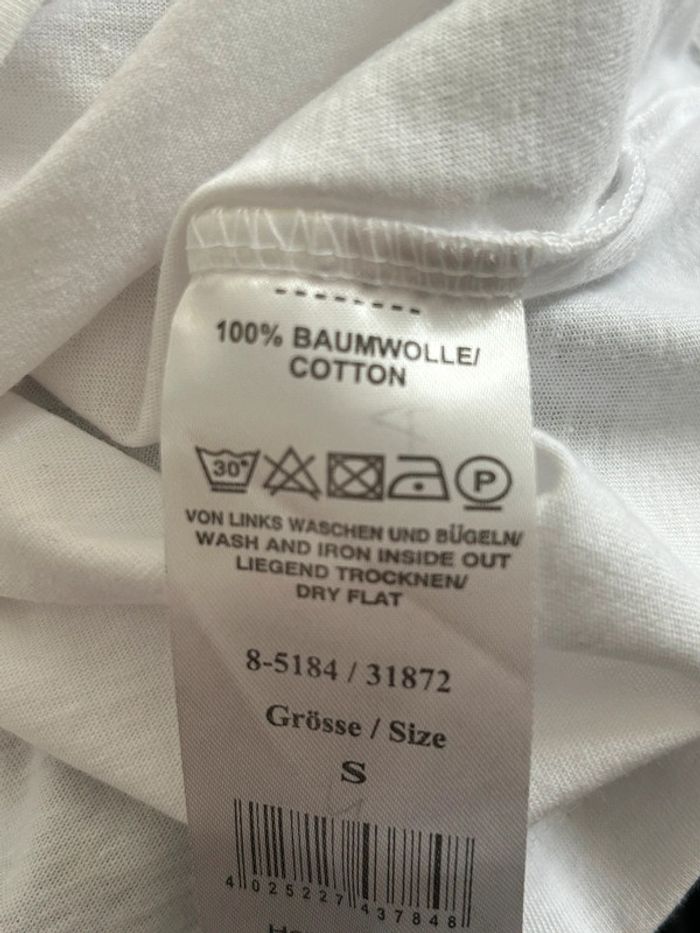 100% BAUMWOLLE/
COTTON
30°
P
VON LINKS WASCHEN UND BÜGELN/
WASH AND IRON INSIDE OUT
LIEGEND TROCKNEN/
DRY FLAT
8-5184 / 31872
Grösse / Size
S
4 025227 437848